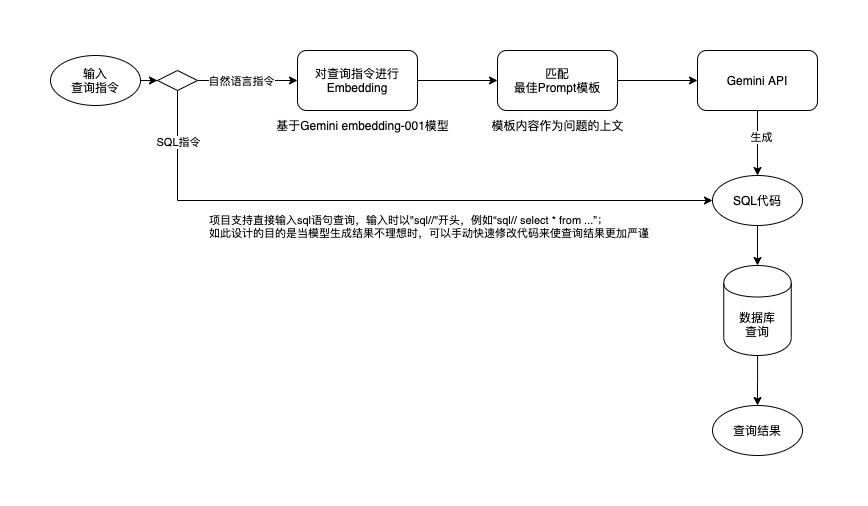 输入
查询指令
自然语言指令
对查询指令进行
Embedding
匹配
最佳Prompt模板
Gemini API
基于Gemini embedding-001模型
模板内容作为问题的上文
生成
SQL指令
SQL代码
项目支持直接输入sql语句查询，输入时以"sql//"开头，例如“sql// select * from ...”；
如此设计的目的是当模型生成结果不理想时，可以手动快速修改代码来使查询结果更加严谨
数据库
查询
查询结果